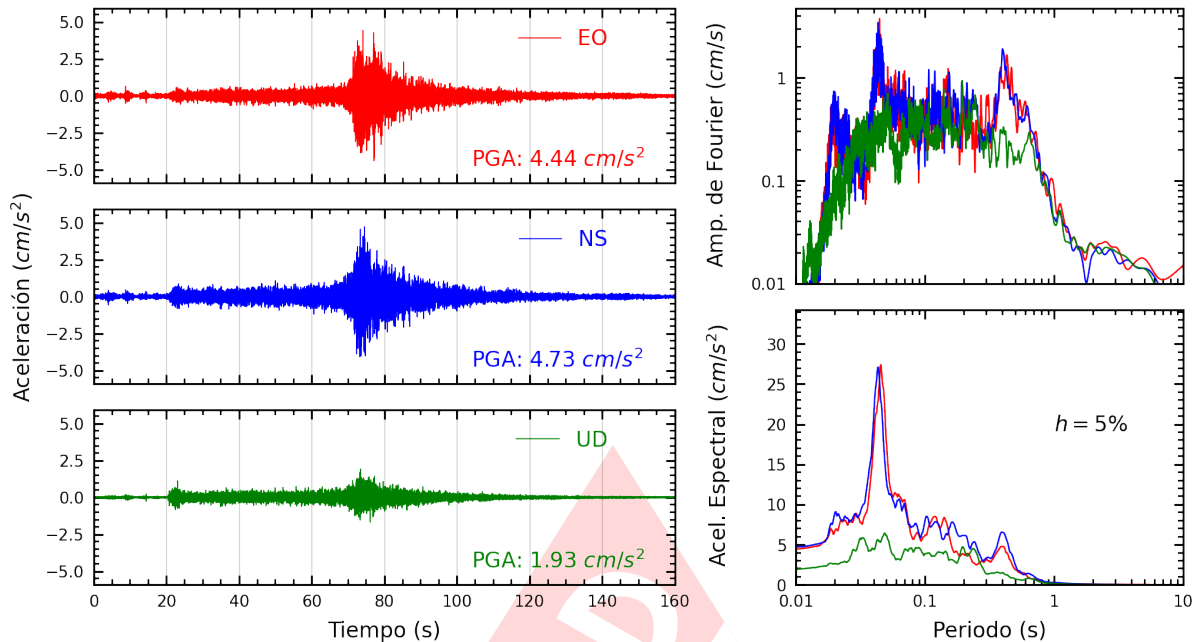 Aceleración (cm/s²)
5.0
2.5
0.0
−2.5
−5.0
EO
PGA: 4.44 cm/s²
5.0
2.5
0.0
−2.5
−5.0
NS
PGA: 4.73 cm/s²
5.0
2.5
0.0
−2.5
−5.0
UD
PGA: 1.93 cm/s²
0 20 40 60 80 100 120 140 160
Tiempo (s)
Amp. de Fourier (cm/s)
1
0.1
0.01
Acel. Espectral (cm/s²)
30
25
20
15
10
5
0
h = 5%
0.01 0.1 1 10
Periodo (s)